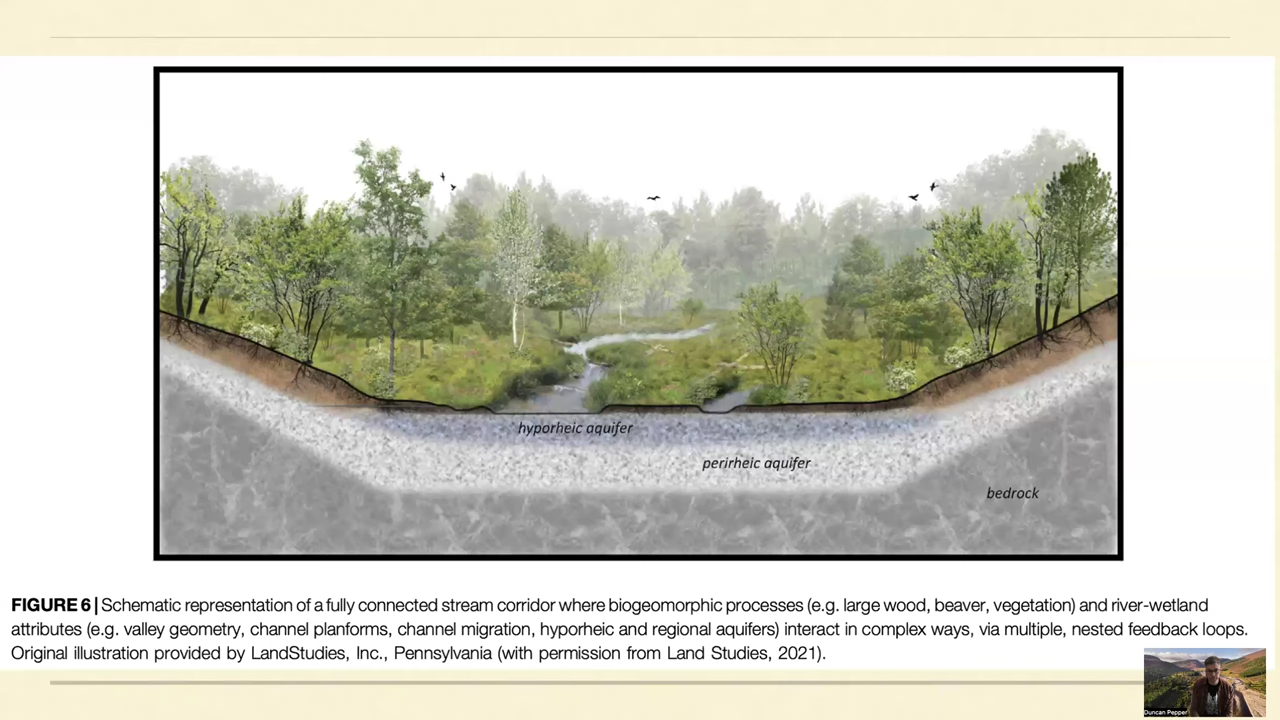 hyporheic aquifer
perirheic aquifer
bedrock
FIGURE 6 | Schematic representation of a fully connected stream corridor where biogeomorphic processes (e.g. large wood, beaver, vegetation) and river-wetland
attributes (e.g. valley geometry, channel planforms, channel migration, hyporheic and regional aquifers) interact in complex ways, via multiple, nested feedback loops.
Original illustration provided by LandStudies, Inc., Pennsylvania (with permission from Land Studies, 2021).
Duncan Pepper